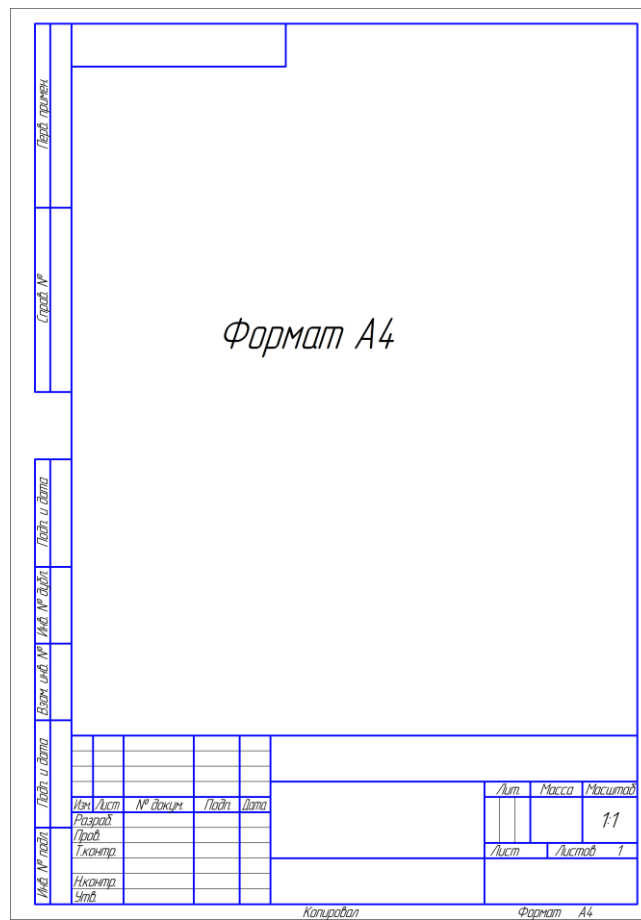 Перв. примен.
Справ. №
Формат А4
Подп. и дата
Инв. № дубл.
Взам. инв. №
Подп. и дата
Инв. № подл.
Изм. Лист № докум. Подп. Дата
Разраб.
Пров.
Т.контр.
Н.контр.
Утв.
Лит. Масса Масштаб
1:1
Лист Листов 1
Копировал Формат А4